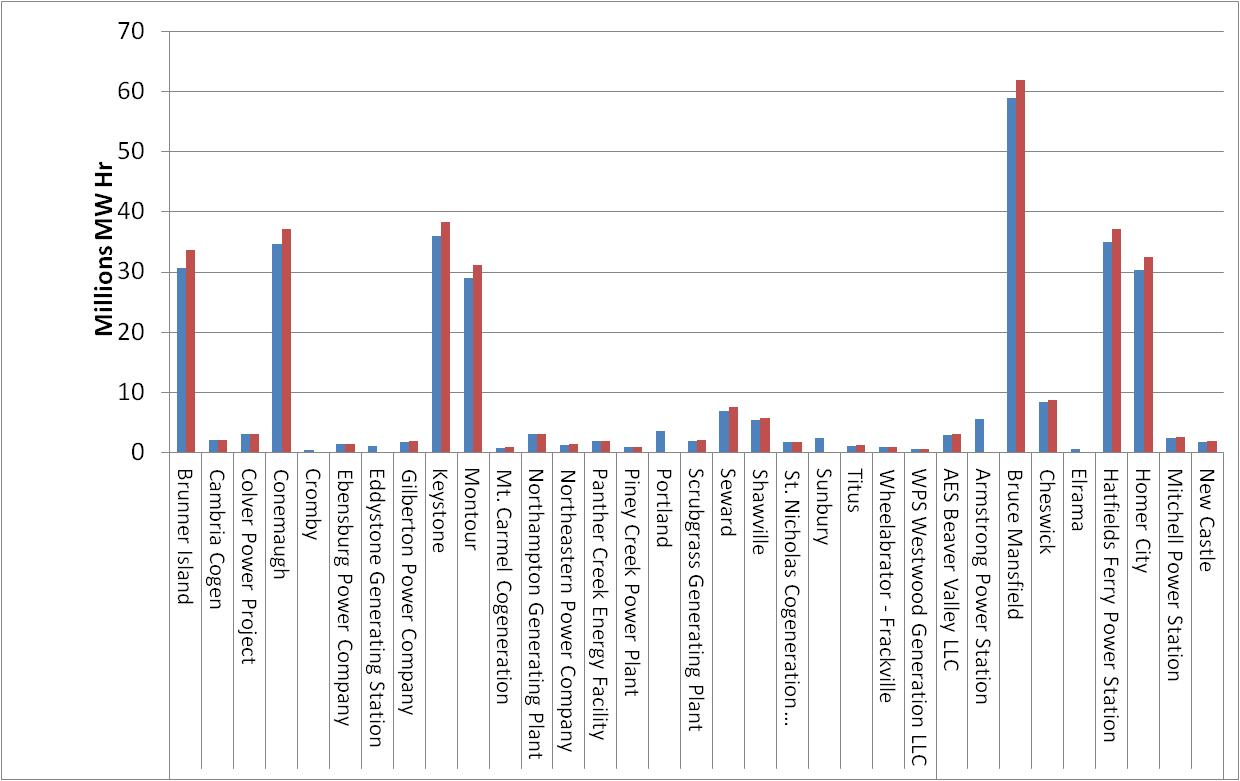 70
60
50
40
30
20
10
0
Millions MW Hr
Brunner Island
Cambria Cogen
Colver Power Project
Conemaugh
Cromby
Ebensburg Power Company
Eddystone Generating Station
Gilberton Power Company
Keystone
Montour
Mt. Carmel Cogeneration
Northampton Generating Plant
Northeastern Power Company
Panther Creek Energy Facility
Piney Creek Power Plant
Portland
Scrubgrass Generating Plant
Seward
Shawville
St. Nicholas Cogeneration...
Sunbury
Titus
Wheelabrator - Frackville
WPS Westwood Generation LLC
AES Beaver Valley LLC
Armstrong Power Station
Bruce Mansfield
Cheswick
Elrama
Hatfields Ferry Power Station
Homer City
Mitchell Power Station
New Castle